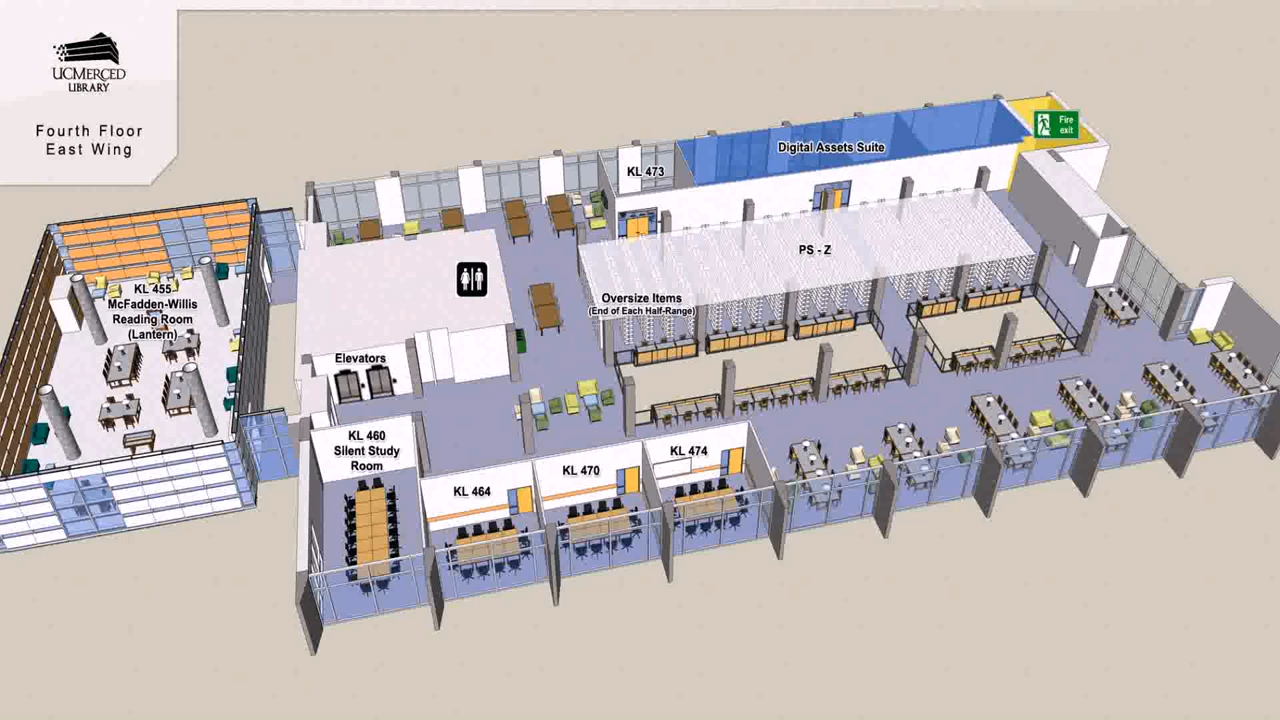 UCMERCED
LIBRARY
Fourth Floor
East Wing
Fire
exit
Digital Assets Suite
KL 473
PS - Z
Oversize Items
(End of Each Half-Range)
KL 455
McFadden-Willis
Reading Room
(Lantern)
Elevators
KL 460
Silent Study
Room
KL 464
KL 470
KL 474